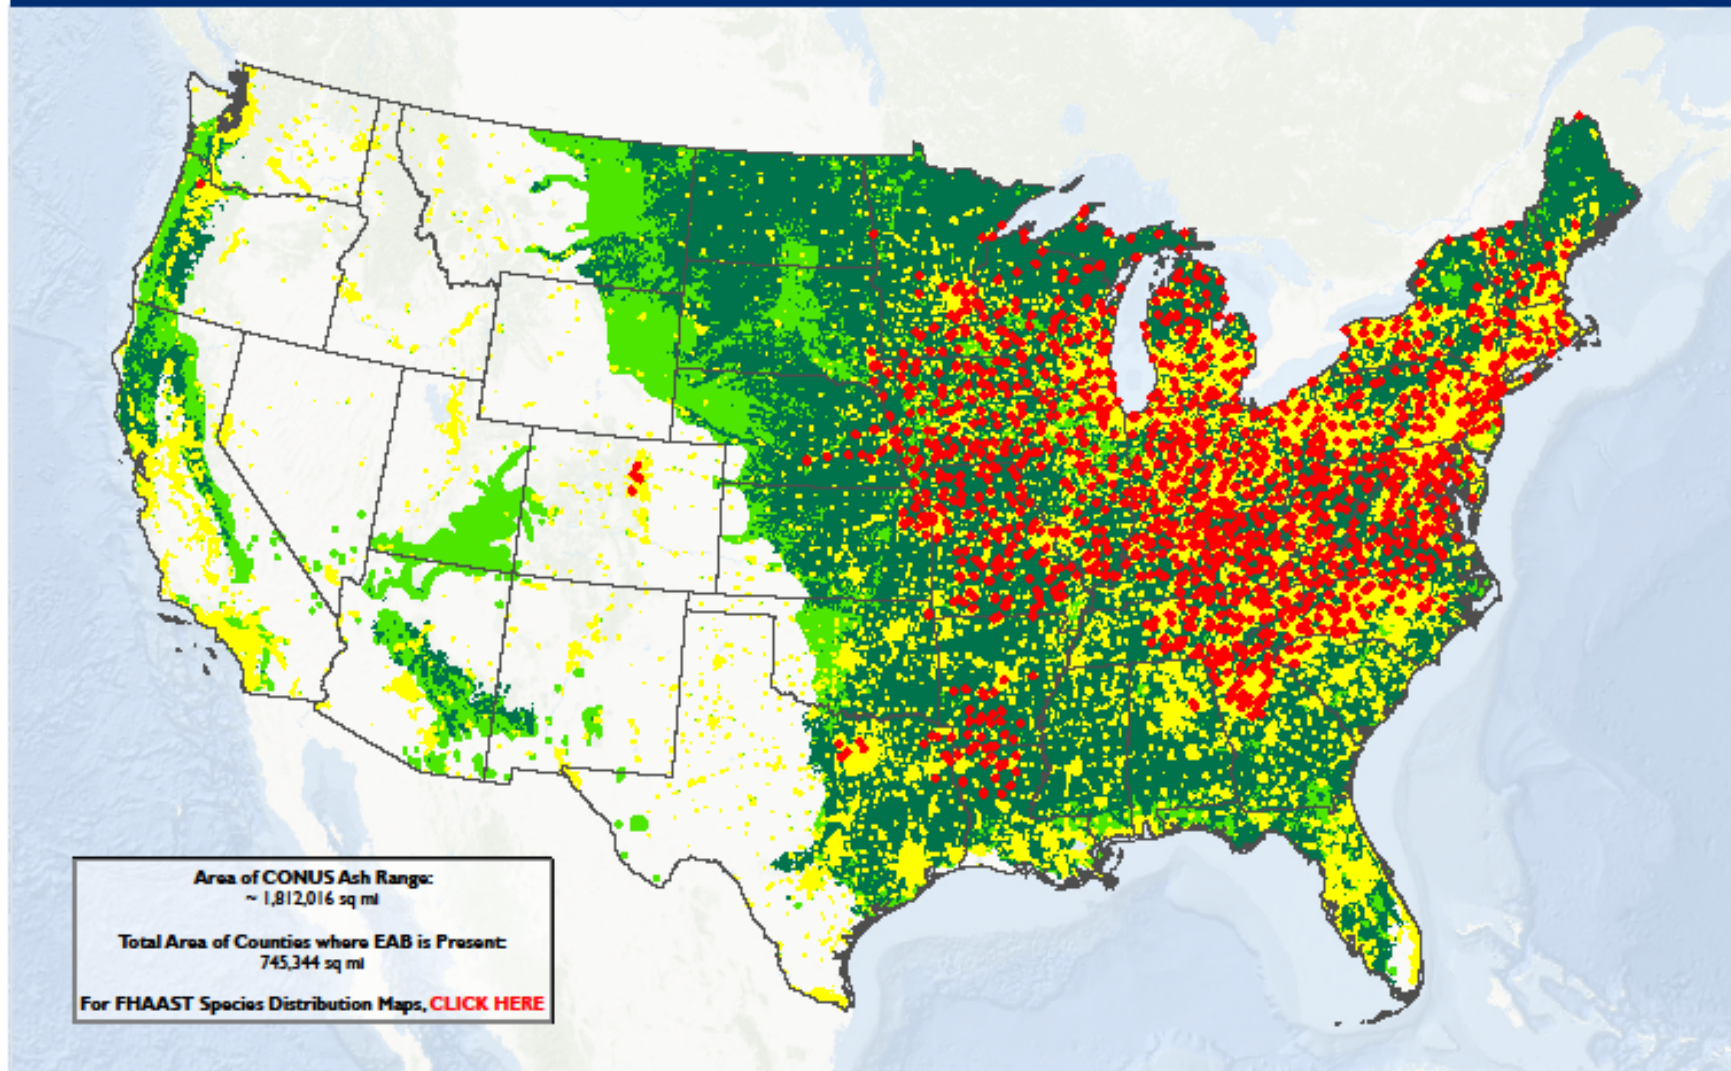 Area of CONUS Ash Range:
~ 1,812,016 sq mi
Total Area of Counties where EAB is Present:
745,344 sq mi
For FHAAST Species Distribution Maps, CLICK HERE